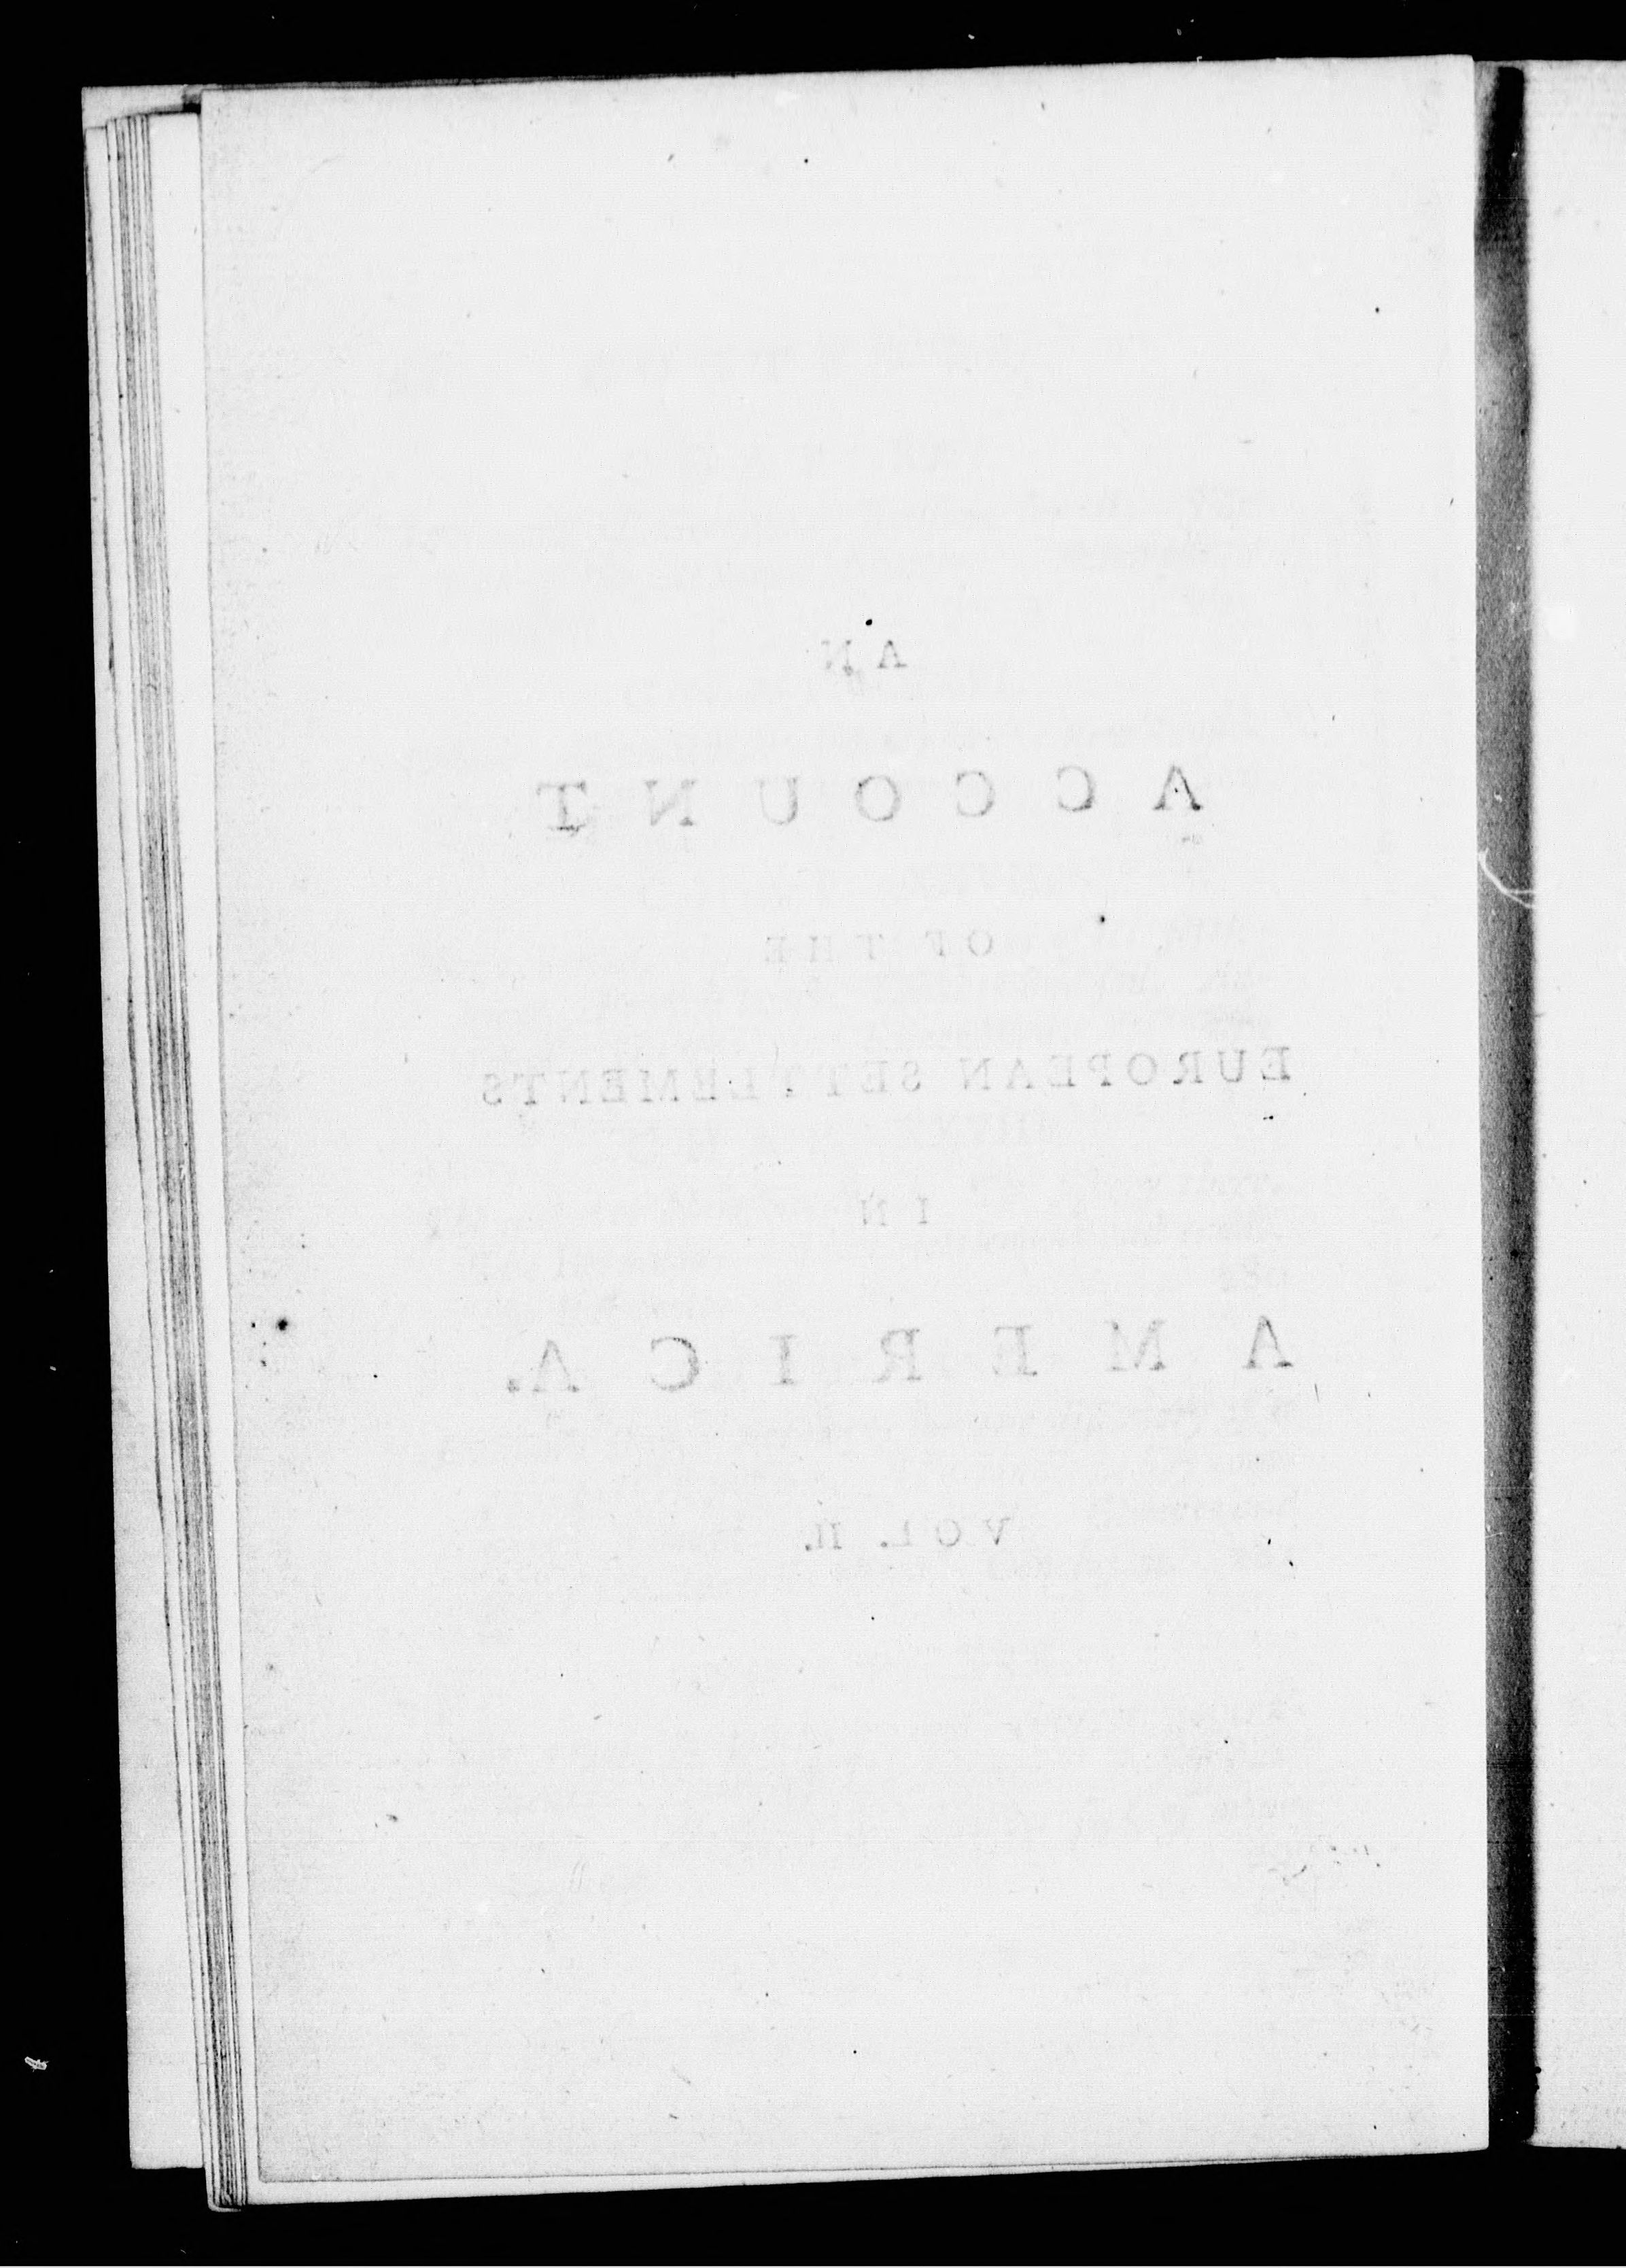 AN
ACCOUNT
OF THE
EUROPEAN SETTLEMENTS
IN
AMERICA.
VOL. II.